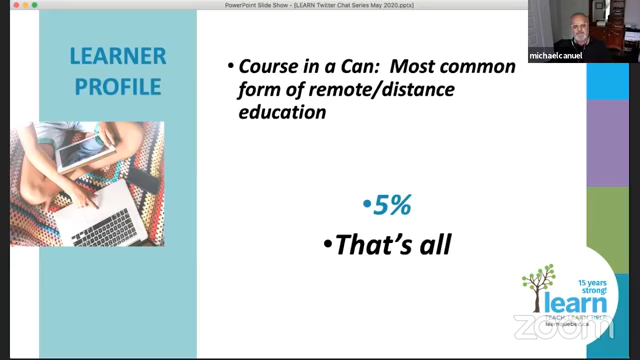 PowerPoint Slide Show - [LEARN Twitter Chat Series May 2020.pptx]
michaelcanuel
LEARNER
PROFILE
• Course in a Can: Most common
form of remote/distance
education
•5%
•That's all
15 years
strong!
learn
zoom